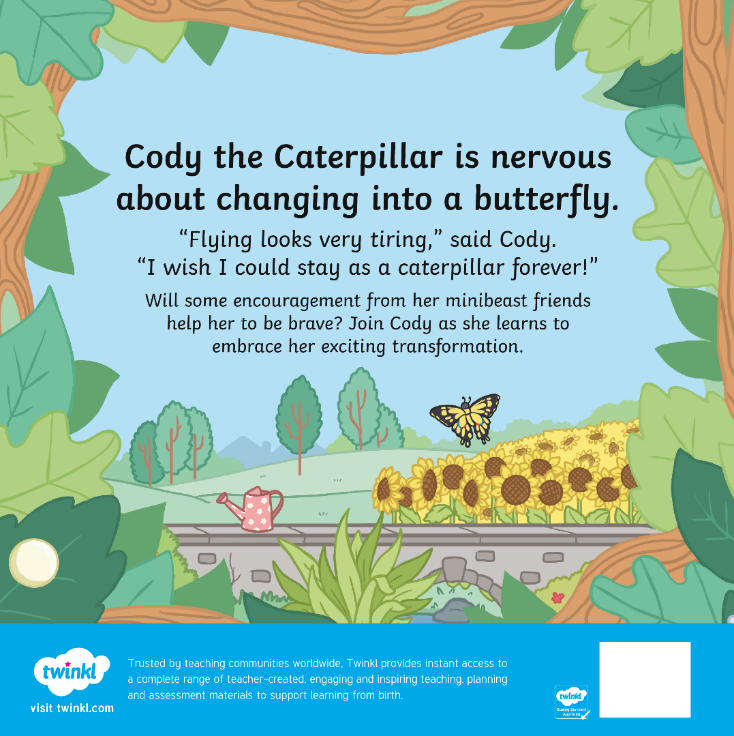 Cody the Caterpillar is nervous
about changing into a butterfly.
“Flying looks very tiring,” said Cody.
“I wish I could stay as a caterpillar forever!”
Will some encouragement from her minibeast friends
help her to be brave? Join Cody as she learns to
embrace her exciting transformation.
twinkl
visit twinkl.com
Trusted by teaching communities worldwide, Twinkl provides instant access to
a complete range of teacher-created, engaging and inspiring teaching, planning
and assessment materials to support learning from birth.
twinkl
Quality Standard
Approved